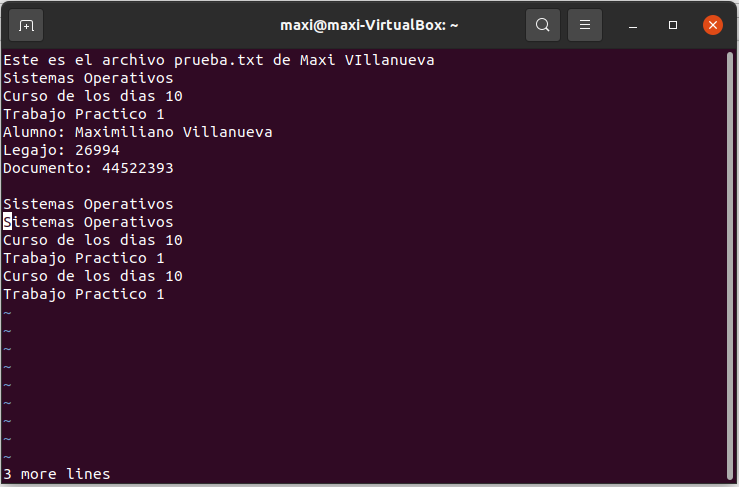 maxi@maxi-VirtualBox: ~
Este es el archivo prueba.txt de Maxi VIllanueva
Sistemas Operativos
Curso de los dias 10
Trabajo Practico 1
Alumno: Maximiliano Villanueva
Legajo: 26994
Documento: 44522393

Sistemas Operativos
Sistemas Operativos
Curso de los dias 10
Trabajo Practico 1
Curso de los dias 10
Trabajo Practico 1
~
~
~
~
~
~
~
~
~
3 more lines